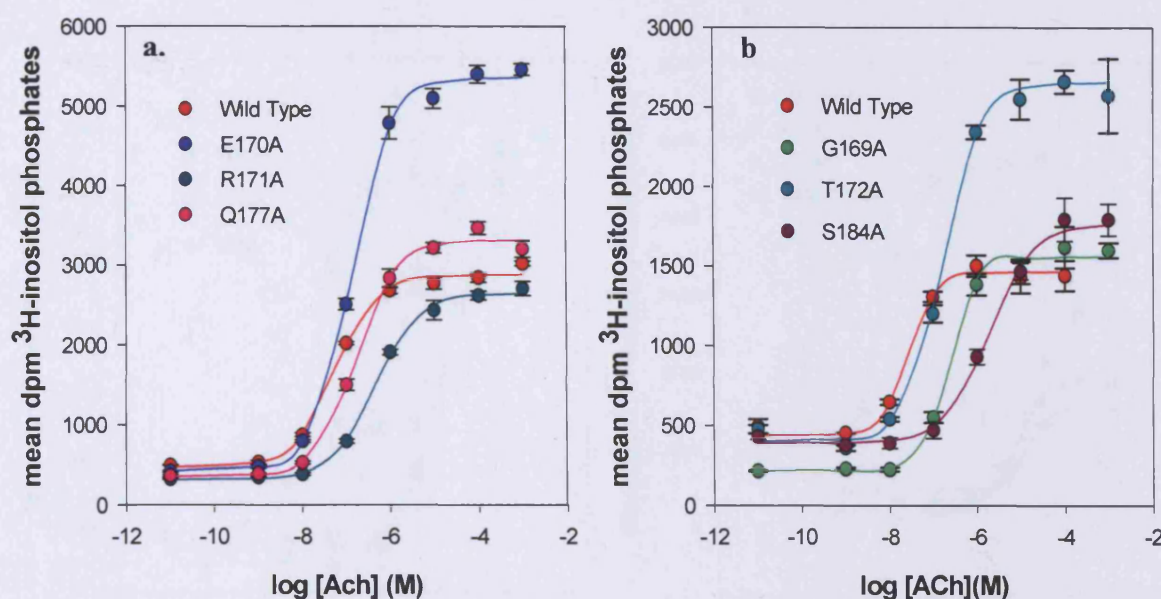 a.
mean dpm ³H-inositol phosphates
6000
5000
4000
3000
2000
1000
0
Wild Type
E170A
R171A
Q177A
-12
-10
-8
-6
-4
-2
log [Ach] (M)
b
mean dpm ³H-inositol phosphates
3000
2500
2000
1500
1000
500
0
Wild Type
G169A
T172A
S184A
-12
-10
-8
-6
-4
-2
log [ACh](M)